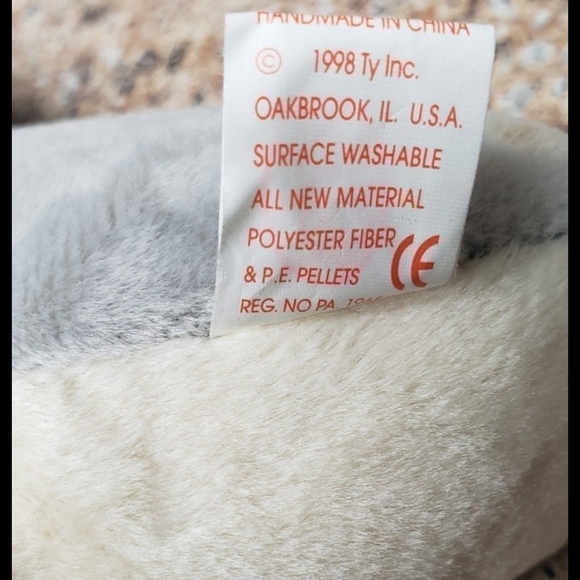 HANDMADE IN CHINA
© 1998 Ty Inc.
OAKBROOK, IL. U.S.A.
SURFACE WASHABLE
ALL NEW MATERIAL
POLYESTER FIBER
& P.E. PELLETS CE
REG. NO PA.